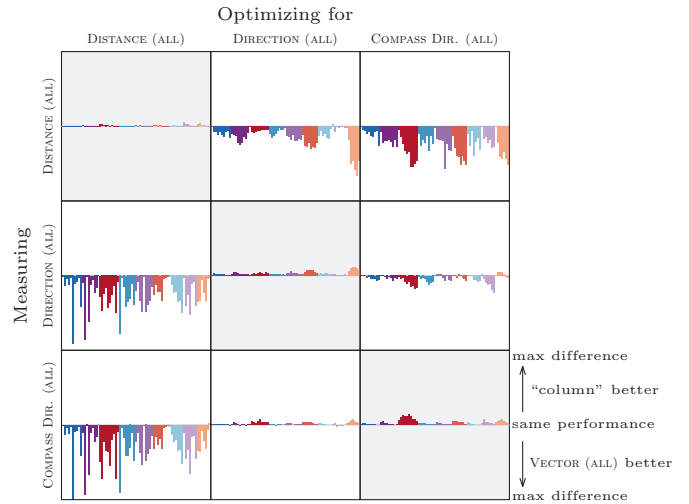 Optimizing for
DISTANCE (ALL) DIRECTION (ALL) COMPASS DIR. (ALL)
Measuring
DISTANCE (ALL)
DIRECTION (ALL)
COMPASS DIR. (ALL)
max difference
“column” better
same performance
VECTOR (ALL) better
max difference